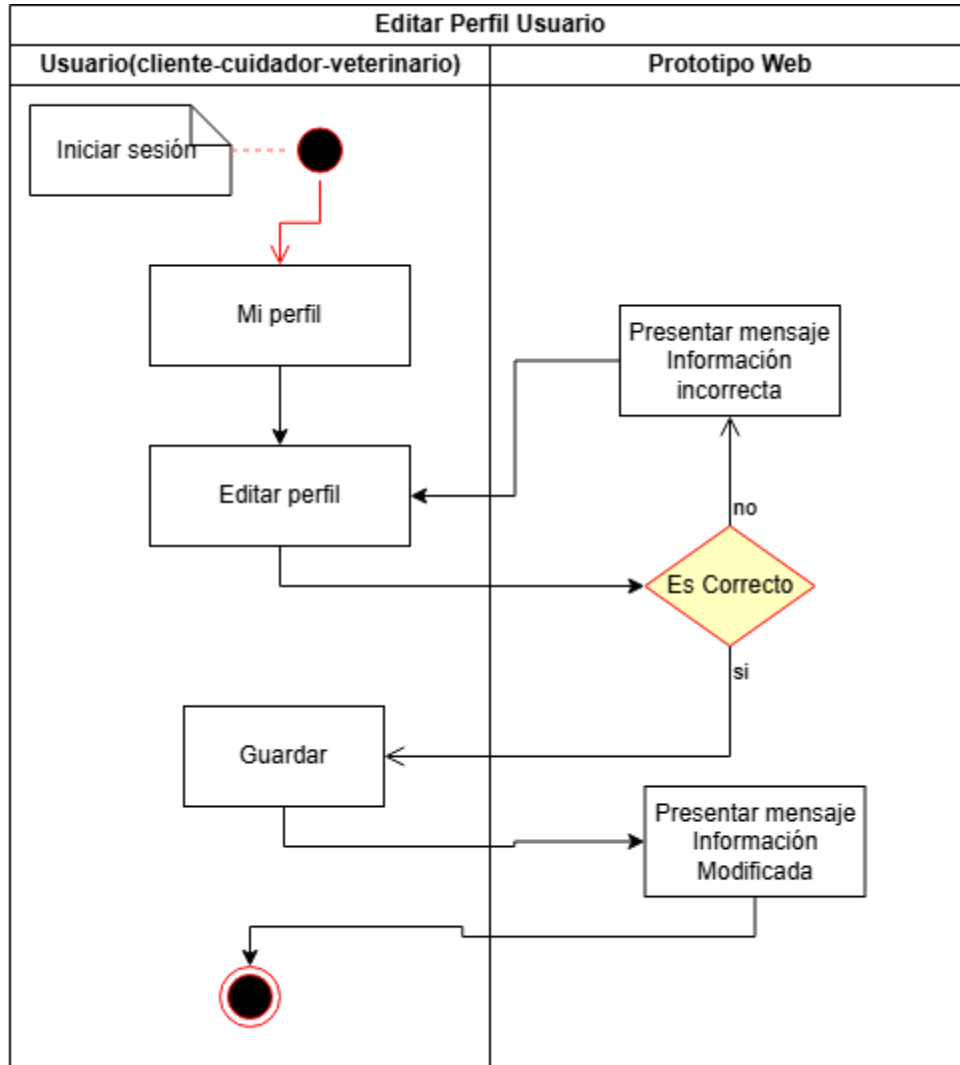 Editar Perfil Usuario
Usuario(cliente-cuidador-veterinario)
Prototipo Web
Iniciar sesión
Mi perfil
Presentar mensaje
Información
incorrecta
Editar perfil
no
Es Correcto
si
Guardar
Presentar mensaje
Información
Modificada